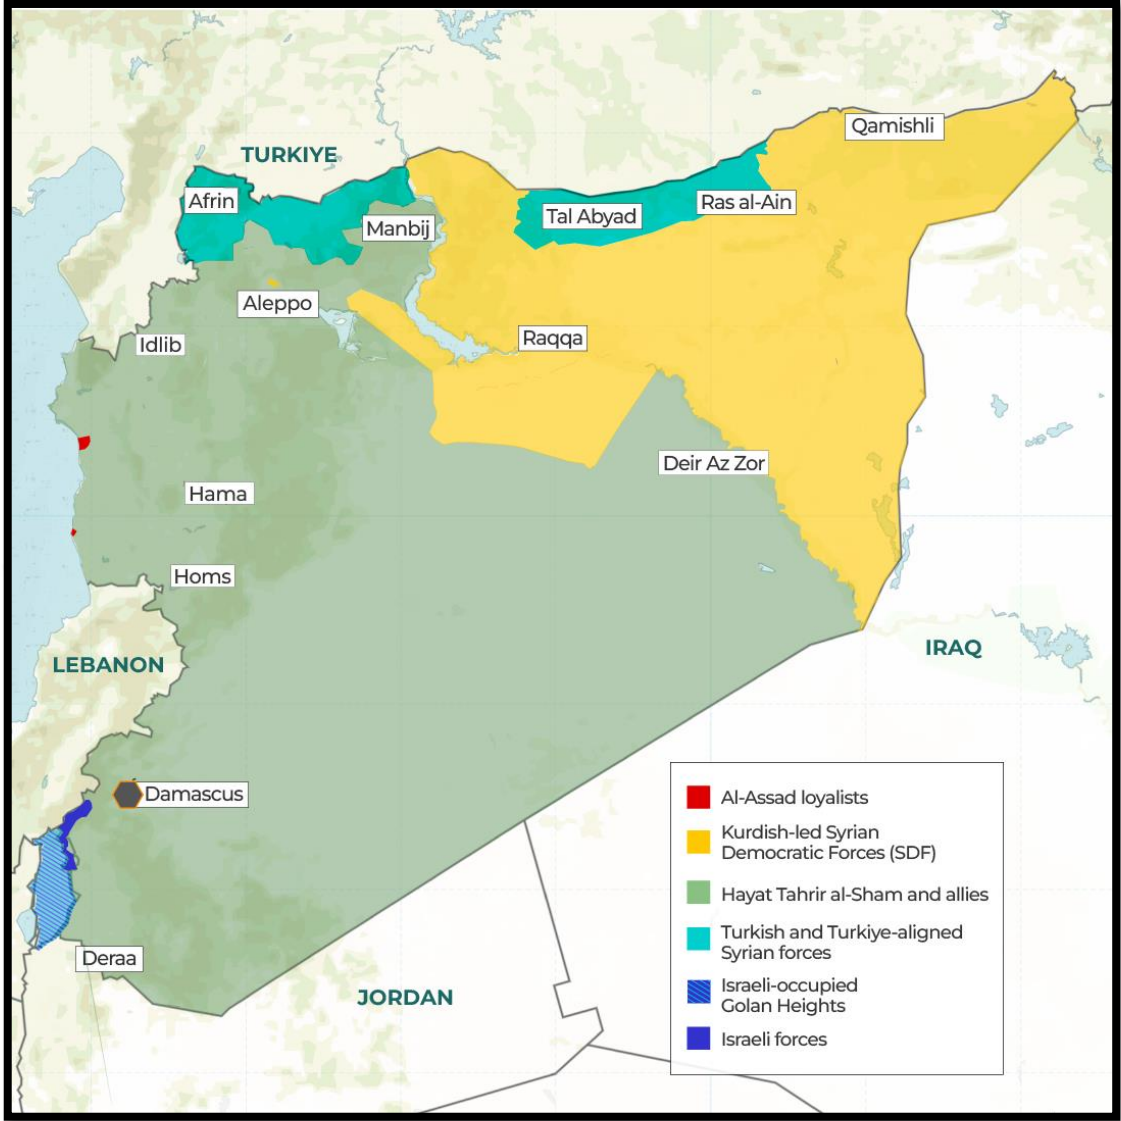 Qamishli
TURKIYE
Afrin
Ras al-Ain
Tal Abyad
Manbij
Aleppo
Raqqa
Idlib
Deir Az Zor
Hama
Homs
LEBANON
IRAQ
Damascus
Deraa
JORDAN
Al-Assad loyalists
Kurdish-led Syrian
Democratic Forces (SDF)
Hayat Tahrir al-Sham and allies
Turkish and Turkiye-aligned
Syrian forces
Israeli-occupied
Golan Heights
Israeli forces